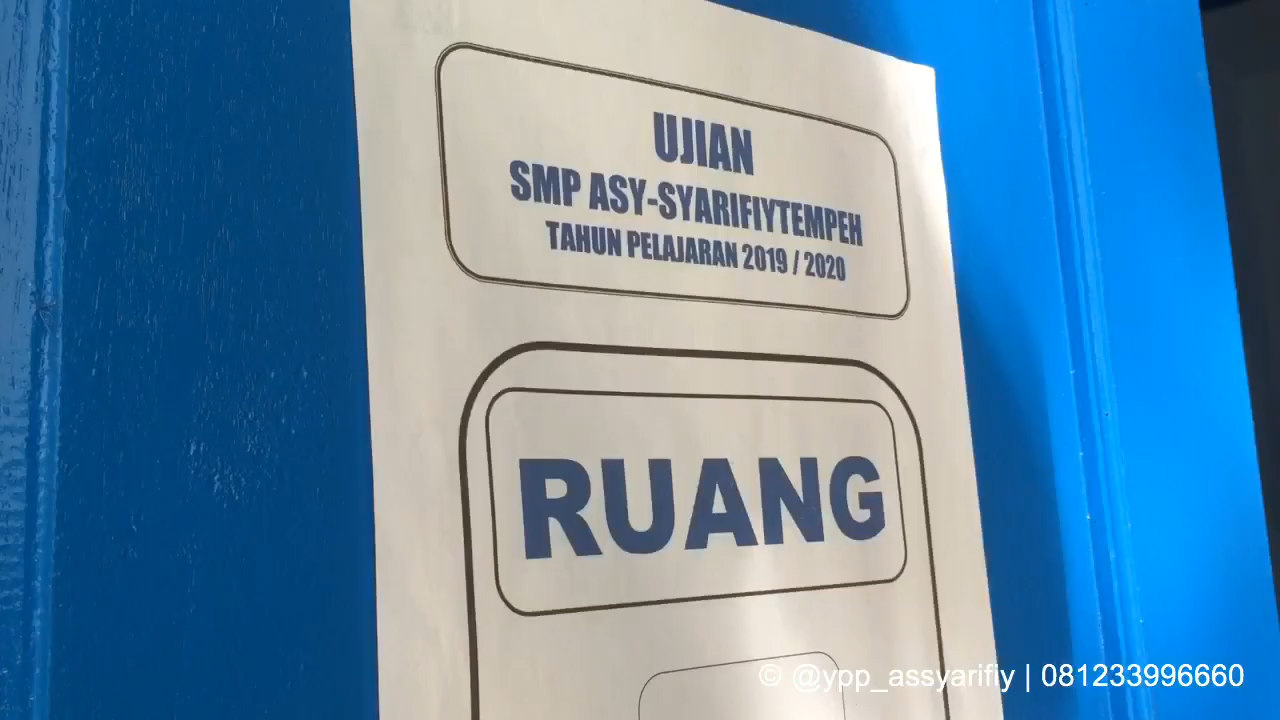 UJIAN
SMP ASY-SYARIFIYTEMPEH
TAHUN PELAJARAN 2019 / 2020
RUANG
© @ypp_assyarifiy | 081233996660